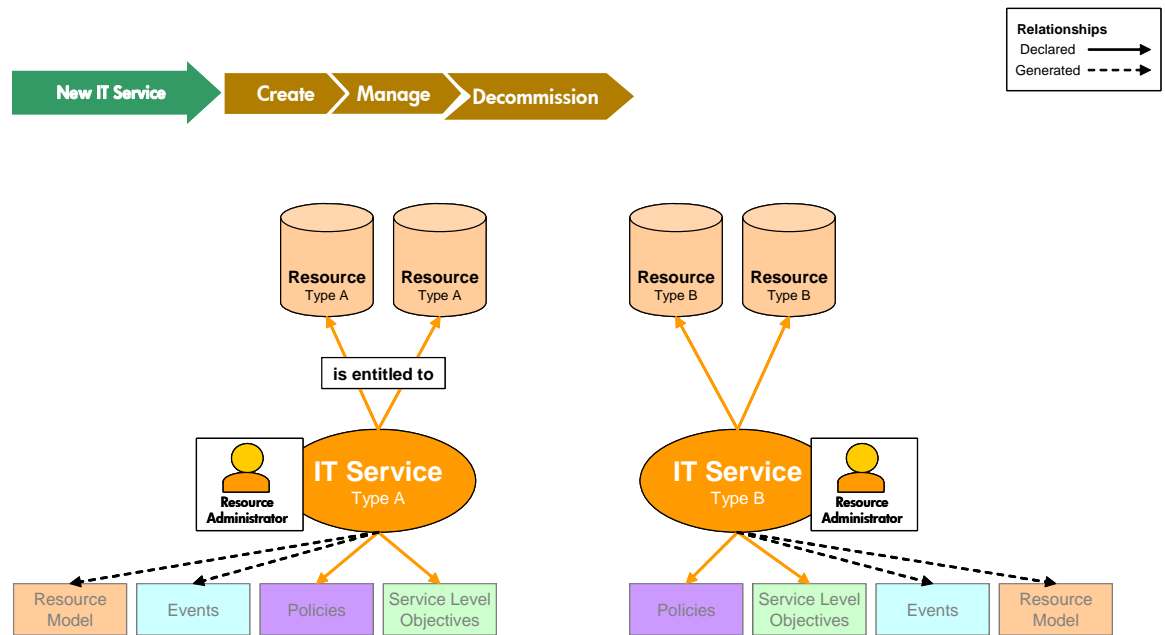 Relationships
Declared
Generated
New IT Service
Create
Manage
Decommission
Resource
Type A
Resource
Type A
Resource
Type B
Resource
Type B
is entitled to
Resource
Administrator
IT Service
Type A
IT Service
Type B
Resource
Administrator
Resource
Model
Events
Policies
Service Level
Objectives
Policies
Service Level
Objectives
Events
Resource
Model